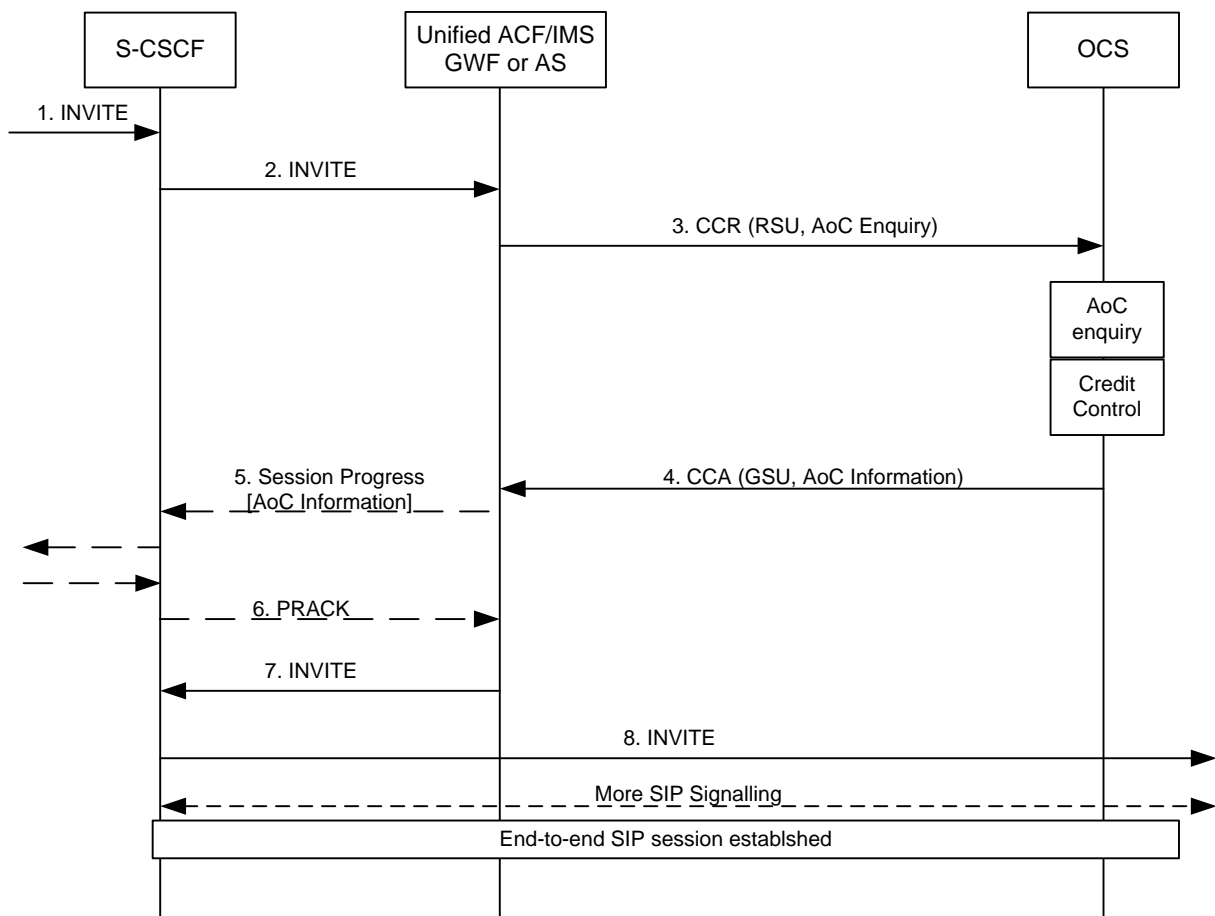 S-CSCF
Unified ACF/IMS
GWF or AS
OCS
1. INVITE
2. INVITE
3. CCR (RSU, AoC Enquiry)
AoC
enquiry
Credit
Control
4. CCA (GSU, AoC Information)
5. Session Progress
[AoC Information]
6. PRACK
7. INVITE
8. INVITE
More SIP Signalling
End-to-end SIP session establshed